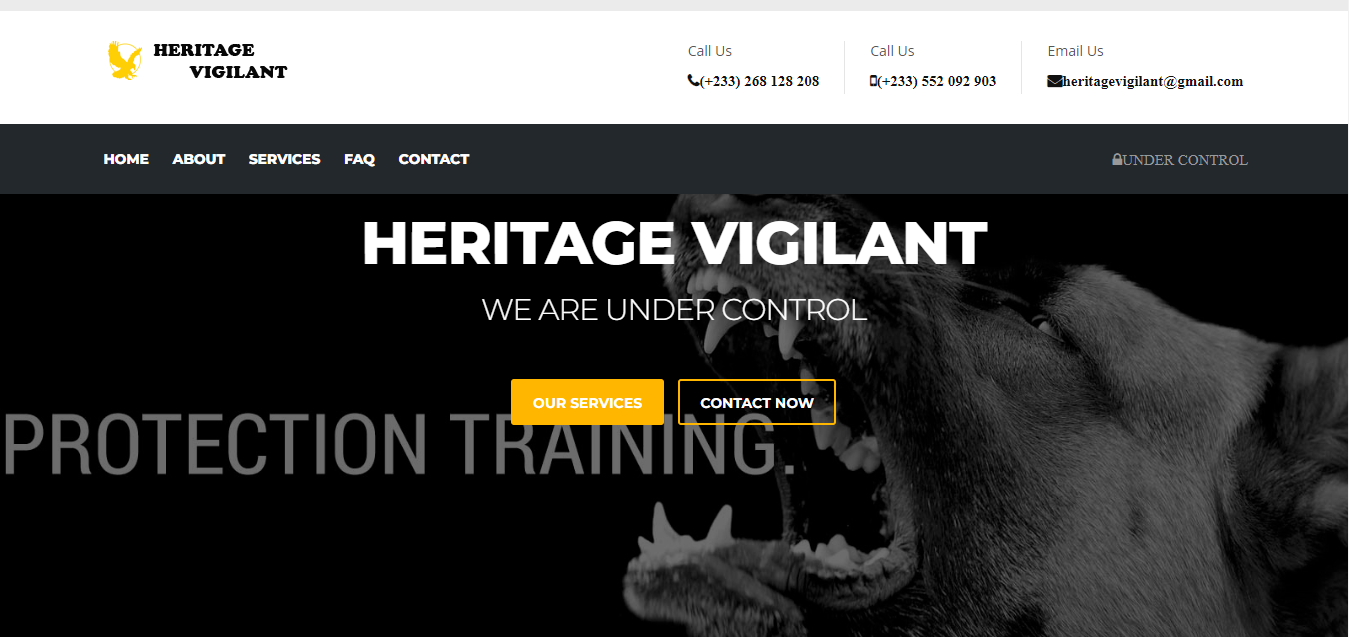 HERITAGE
VIGILANT
Call Us
(+233) 268 128 208
Call Us
(+233) 552 092 903
Email Us
heritagevigilant@gmail.com
HOME ABOUT SERVICES FAQ CONTACT
UNDER CONTROL
HERITAGE VIGILANT
WE ARE UNDER CONTROL
OUR SERVICES
CONTACT NOW
PROTECTION TRAINING.